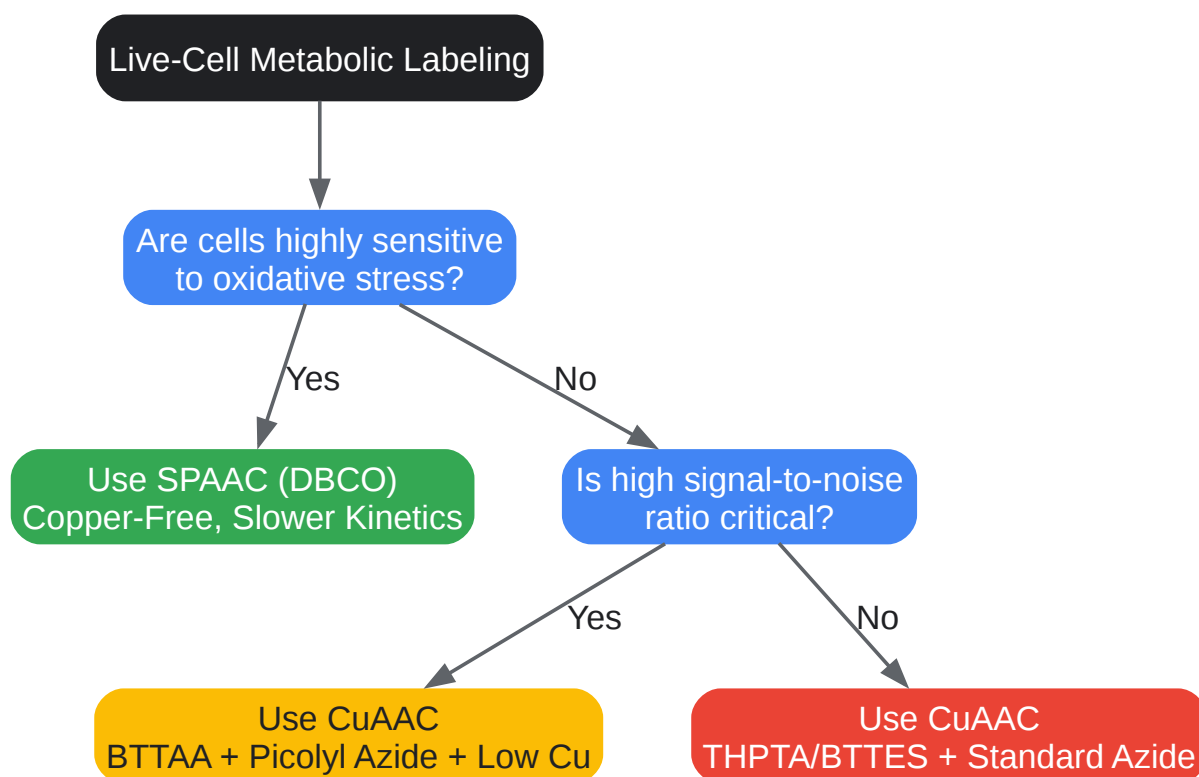 Live-Cell Metabolic Labeling
Are cells highly sensitive
to oxidative stress?
Yes
No
Use SPAAC (DBCO)
Copper-Free, Slower Kinetics
Is high signal-to-noise
ratio critical?
Yes
No
Use CuAAC
BTTAA + Picolyl Azide + Low Cu
Use CuAAC
THPTA/BTTES + Standard Azide